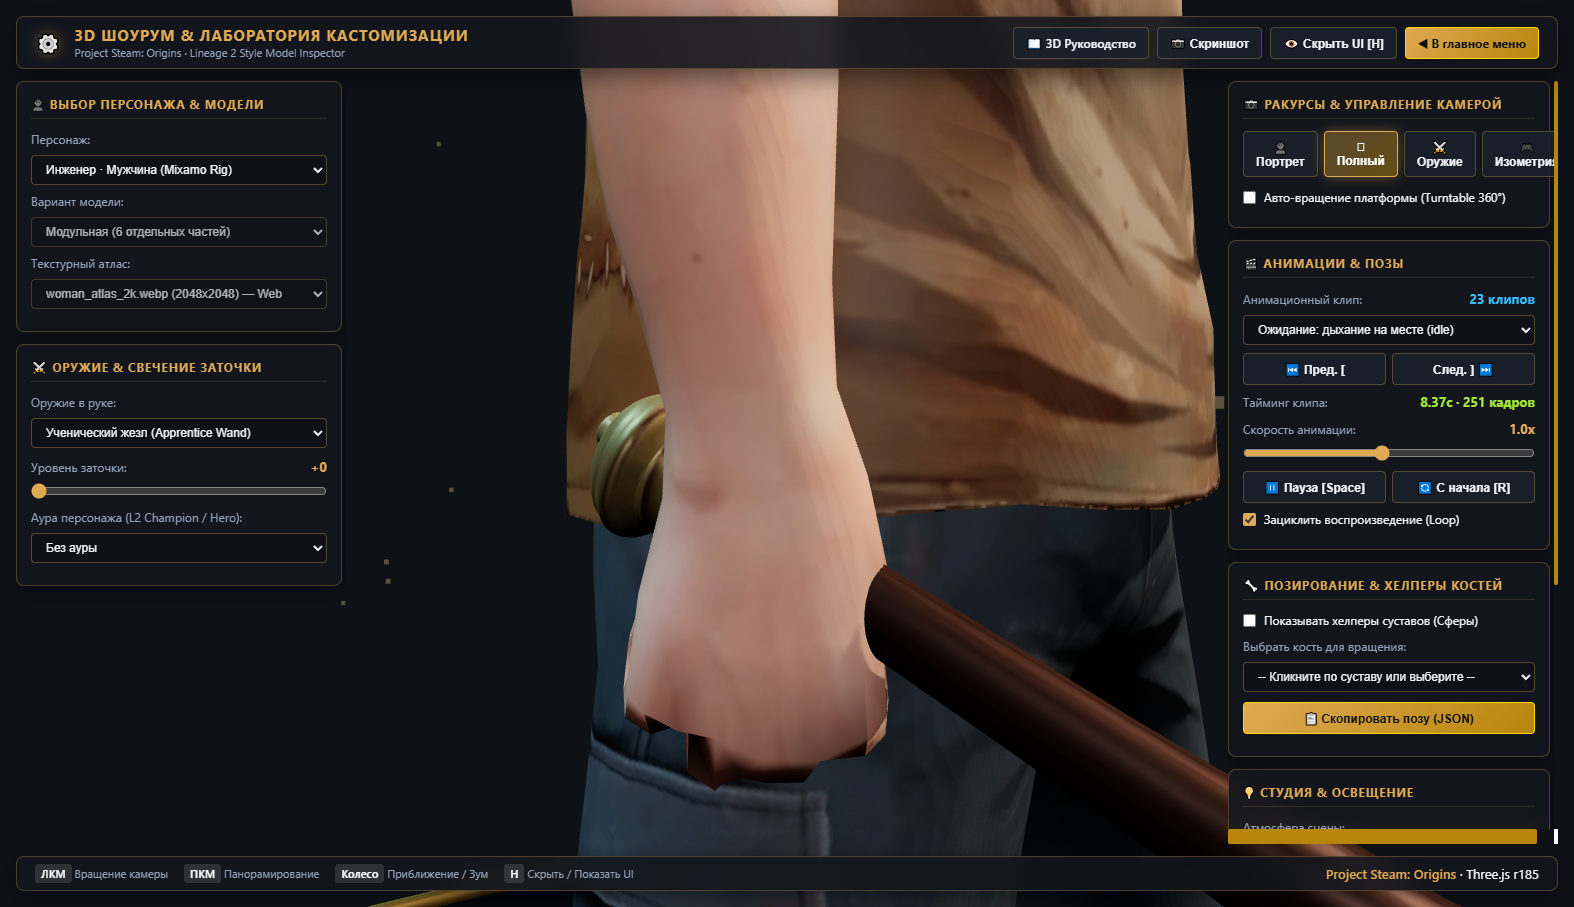 3D ШОУРУМ & ЛАБОРАТОРИЯ КАСТОМИЗАЦИИ
Project Steam: Origins · Lineage 2 Style Model Inspector
3D Руководство
Скриншот
Скрыть UI [H]
◀ В главное меню
ВЫБОР ПЕРСОНАЖА & МОДЕЛИ
Персонаж:
Инженер · Мужчина (Mixamo Rig)
Вариант модели:
Модульная (6 отдельных частей)
Текстурный атлас:
woman_atlas_2k.webp (2048x2048) — Web
ОРУЖИЕ & СВЕЧЕНИЕ ЗАТОЧКИ
Оружие в руке:
Ученический жезл (Apprentice Wand)
Уровень заточки: +0
Аура персонажа (L2 Champion / Hero):
Без ауры
РАКУРСЫ & УПРАВЛЕНИЕ КАМЕРОЙ
Портрет
Полный
Оружие
Изометрия
Авто-вращение платформы (Turntable 360°)
АНИМАЦИИ & ПОЗЫ
Анимационный клип: 23 клипов
Ожидание: дыхание на месте (idle)
Пред. [
След. ]
Тайминг клипа: 8.37с · 251 кадров
Скорость анимации: 1.0x
Пауза [Space]
С начала [R]
Зациклить воспроизведение (Loop)
ПОЗИРОВАНИЕ & ХЕЛПЕРЫ КОСТЕЙ
Показывать хелперы суставов (Сферы)
Выбрать кость для вращения:
-- Кликните по суставу или выберите --
Скопировать позу (JSON)
СТУДИЯ & ОСВЕЩЕНИЕ
Атмосфера сцены:
ЛКМ Вращение камеры
ПКМ Панорамирование
Колесо Приближение / Зум
H Скрыть / Показать UI
Project Steam: Origins · Three.js r185